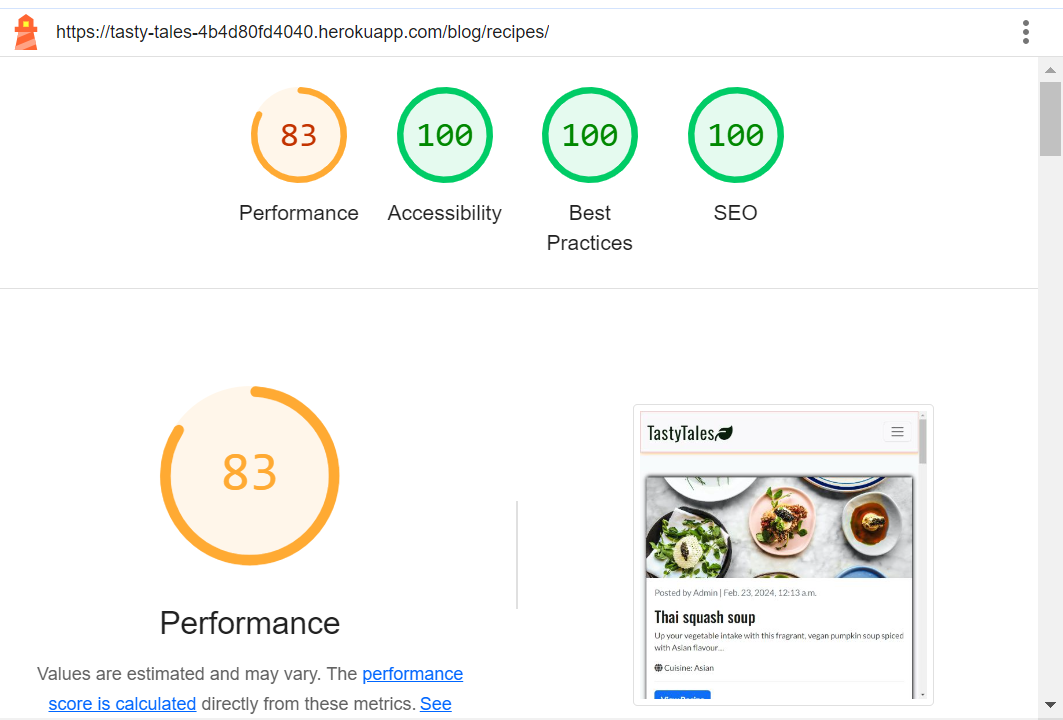 https://tasty-tales-4b4d80fd4040.herokuapp.com/blog/recipes/
83
100
100
100
Performance
Accessibility
Best
Practices
SEO
83
Performance
Values are estimated and may vary. The performance
score is calculated directly from these metrics. See
TastyTales
Posted by Admin | Feb. 23, 2024, 12:13 a.m.
Thai squash soup
Up your vegetable intake with this fragrant, vegan pumpkin soup spiced
with Asian flavour...
Cuisine: Asian
View Recipe